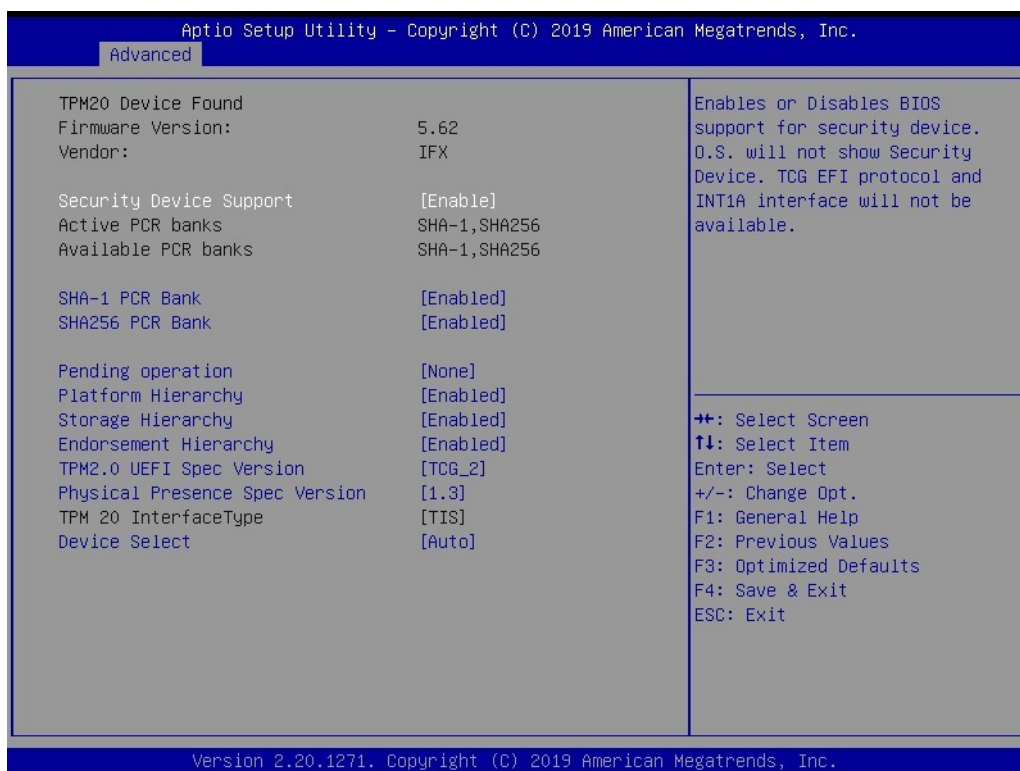 Aptio Setup Utility – Copyright (C) 2019 American Megatrends, Inc.
Advanced
TPM20 Device Found
Firmware Version: 5.62
Vendor: IFX
Security Device Support [Enable]
Active PCR banks SHA-1,SHA256
Available PCR banks SHA-1,SHA256
SHA-1 PCR Bank [Enabled]
SHA256 PCR Bank [Enabled]
Pending operation [None]
Platform Hierarchy [Enabled]
Storage Hierarchy [Enabled]
Endorsement Hierarchy [Enabled]
TPM2.0 UEFI Spec Version [TCG_2]
Physical Presence Spec Version [1.3]
TPM 20 InterfaceType [TIS]
Device Select [Auto]
Enables or Disables BIOS
support for security device.
O.S. will not show Security
Device. TCG EFI protocol and
INT1A interface will not be
available.
→←: Select Screen
↑↓: Select Item
Enter: Select
+/-: Change Opt.
F1: General Help
F2: Previous Values
F3: Optimized Defaults
F4: Save & Exit
ESC: Exit
Version 2.20.1271. Copyright (C) 2019 American Megatrends, Inc.